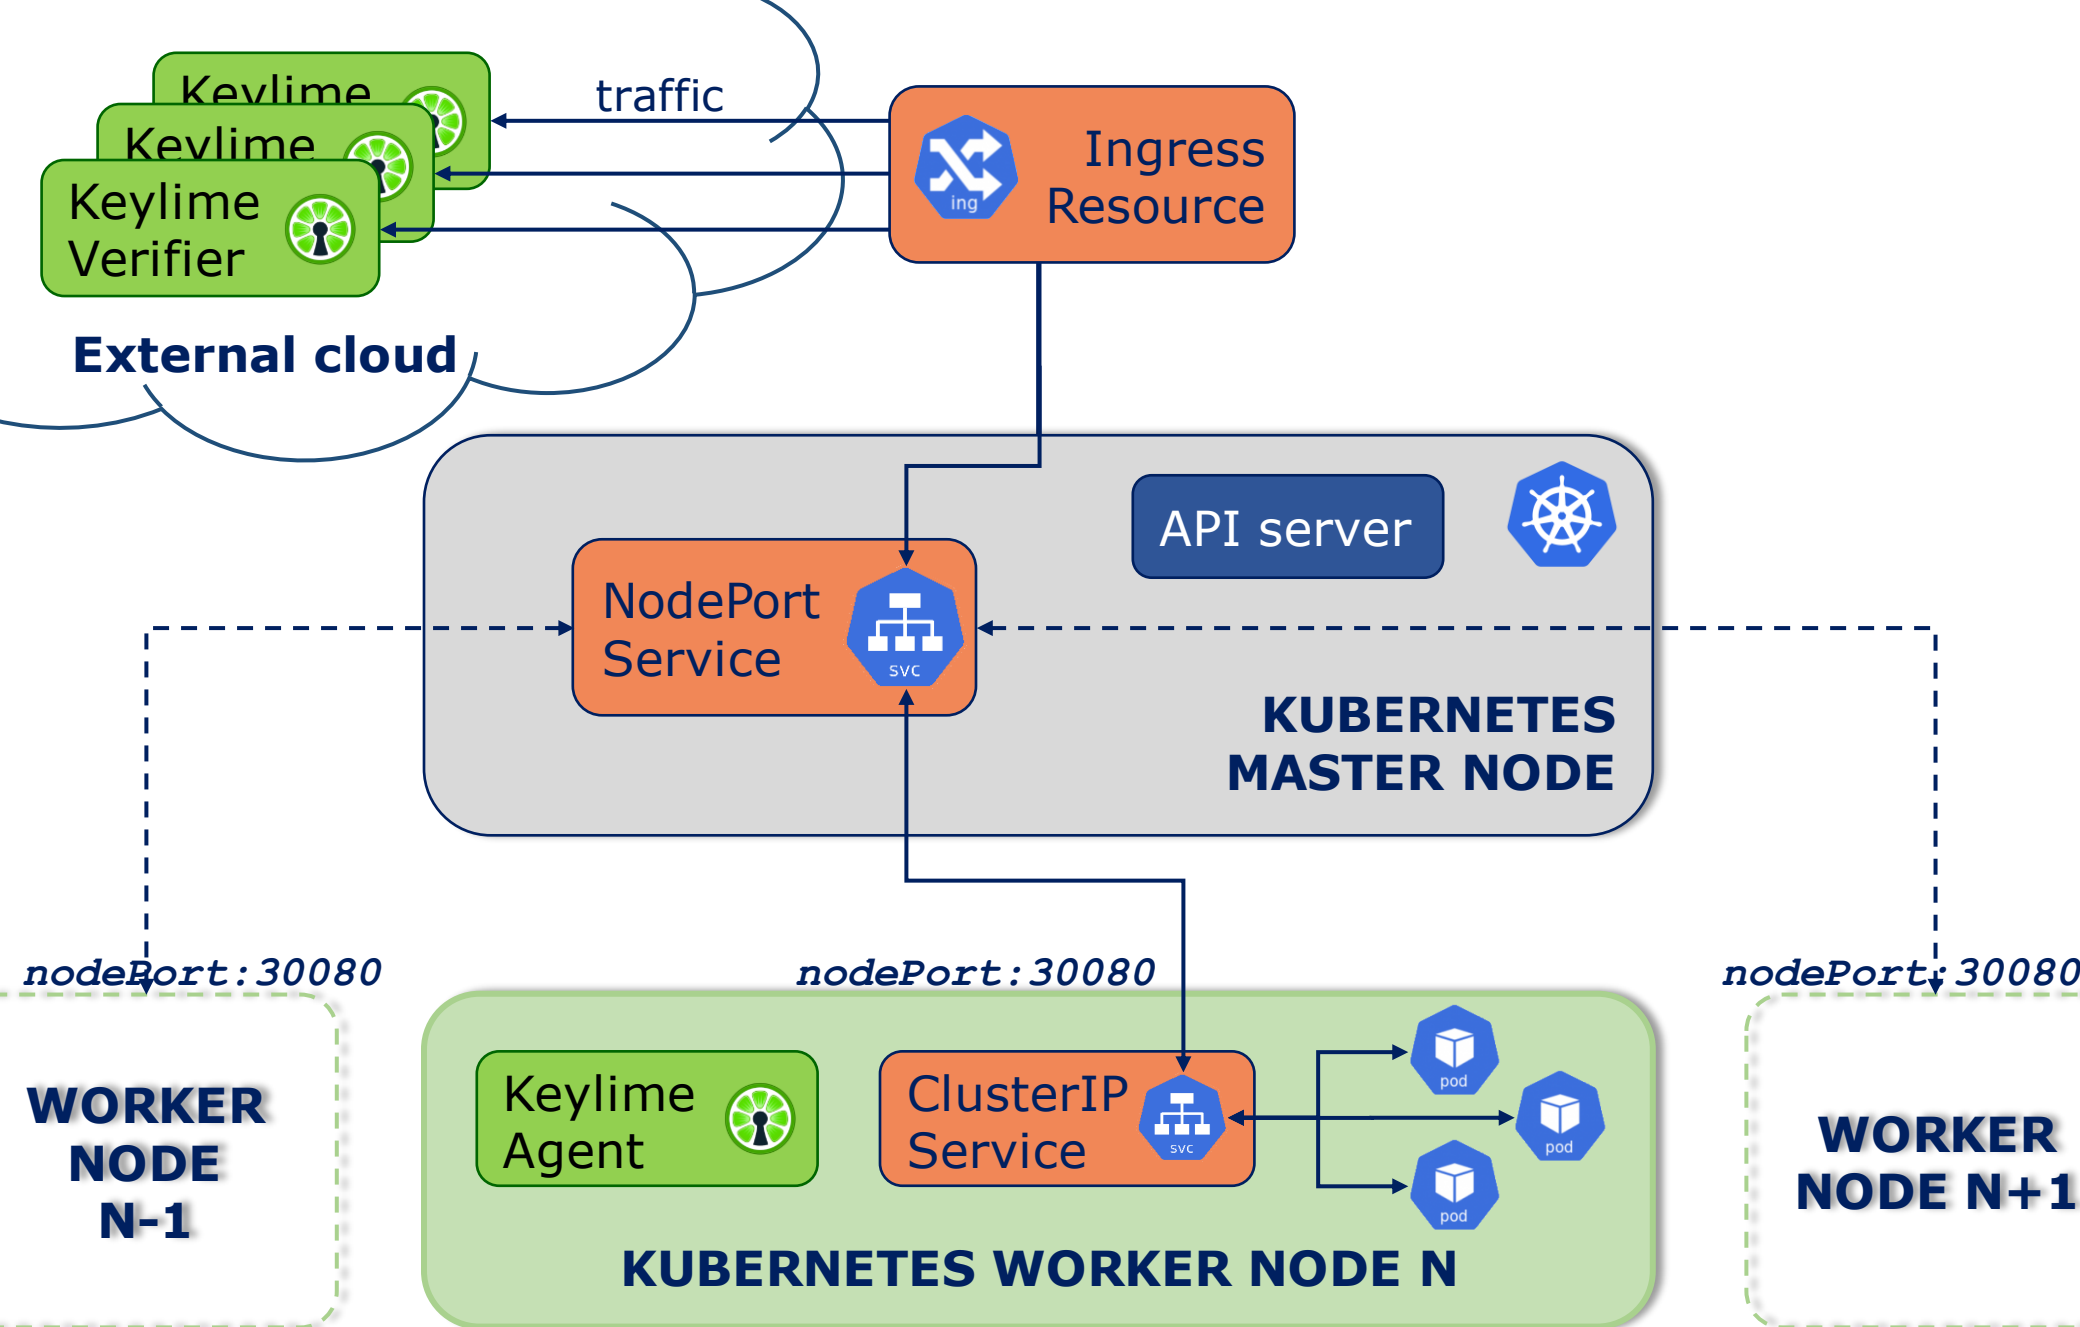 Keylime
Keylime
Keylime
Verifier
traffic
ing
Ingress
Resource
External cloud
API server
NodePort
Service
svc
KUBERNETES
MASTER NODE
nodePort:30080
nodePort:30080
nodePort:30080
WORKER
NODE
N-1
Keylime
Agent
ClusterIP
Service
svc
pod
pod
pod
KUBERNETES WORKER NODE N
WORKER
NODE N+1